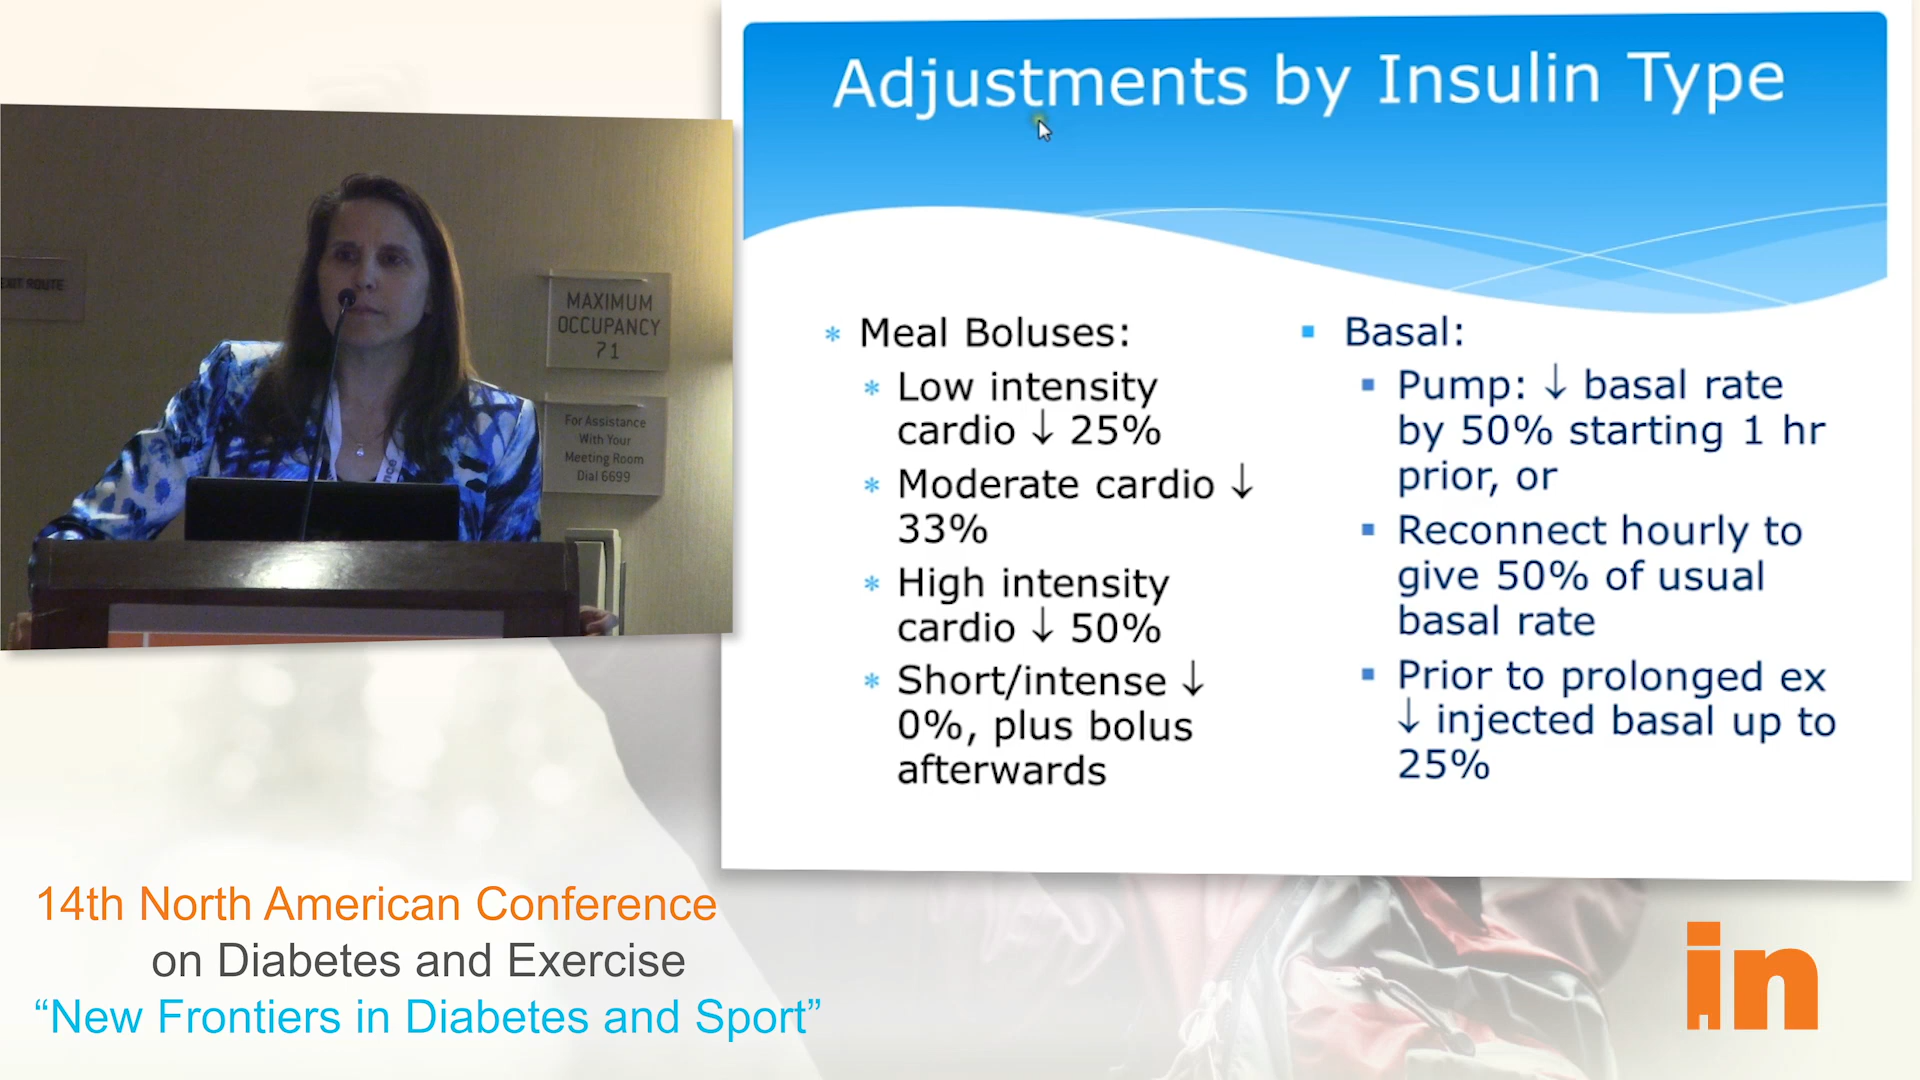 Adjustments by Insulin Type
EXIT ROUTE
MAXIMUM
OCCUPANCY
71
For Assistance
With Your
Meeting Room
Dial 6699
* Meal Boluses:
* Low intensity
cardio ↓ 25%
* Moderate cardio ↓
33%
* High intensity
cardio ↓ 50%
* Short/intense ↓
0%, plus bolus
afterwards
▪ Basal:
▪ Pump: ↓ basal rate
by 50% starting 1 hr
prior, or
▪ Reconnect hourly to
give 50% of usual
basal rate
▪ Prior to prolonged ex
↓ injected basal up to
25%
14th North American Conference
on Diabetes and Exercise
“New Frontiers in Diabetes and Sport”
in